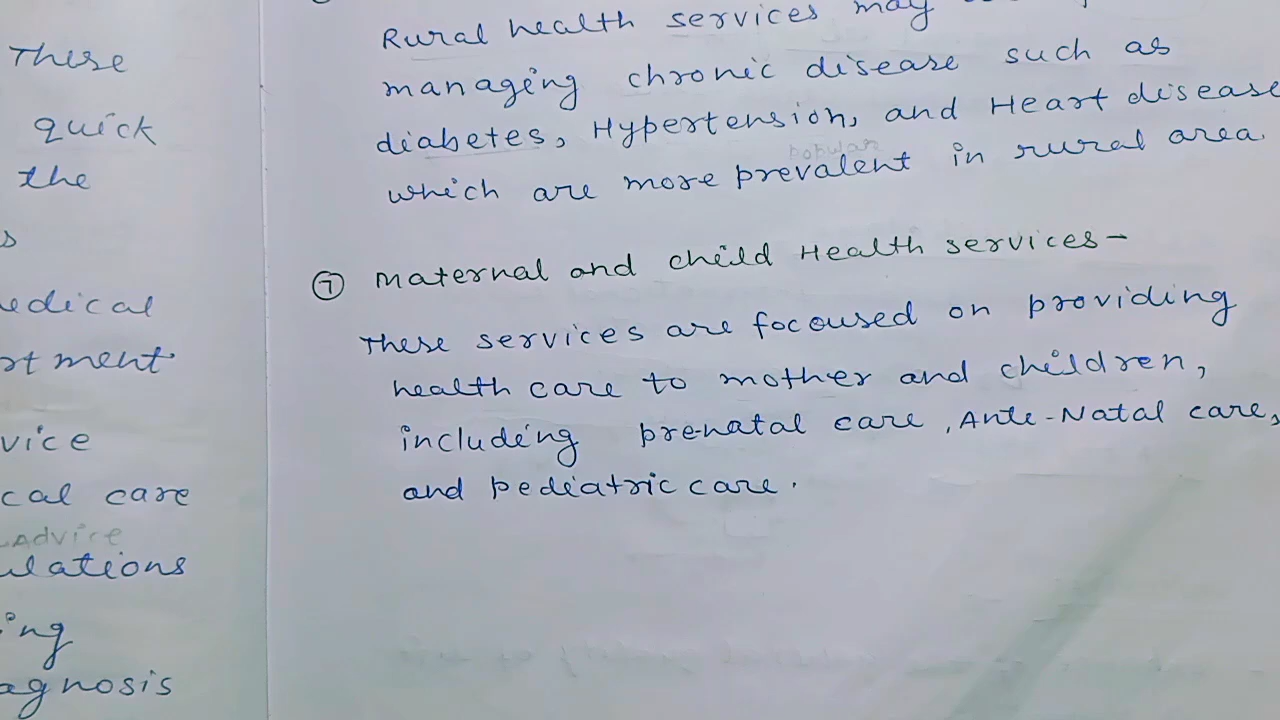 These
quick
the
s
edical
rtment
vice
cal care
Advice
ulations
ing
agnosis
Rural health services may
managing chronic disease such as
diabetes, Hypertension, and Heart disease
popular
which are more prevalent in rural area.
⑦ Maternal and child Health services -
These services are focoused on providing
health care to mother and children,
including prenatal care, Ante-Natal care,
and pediatric care.